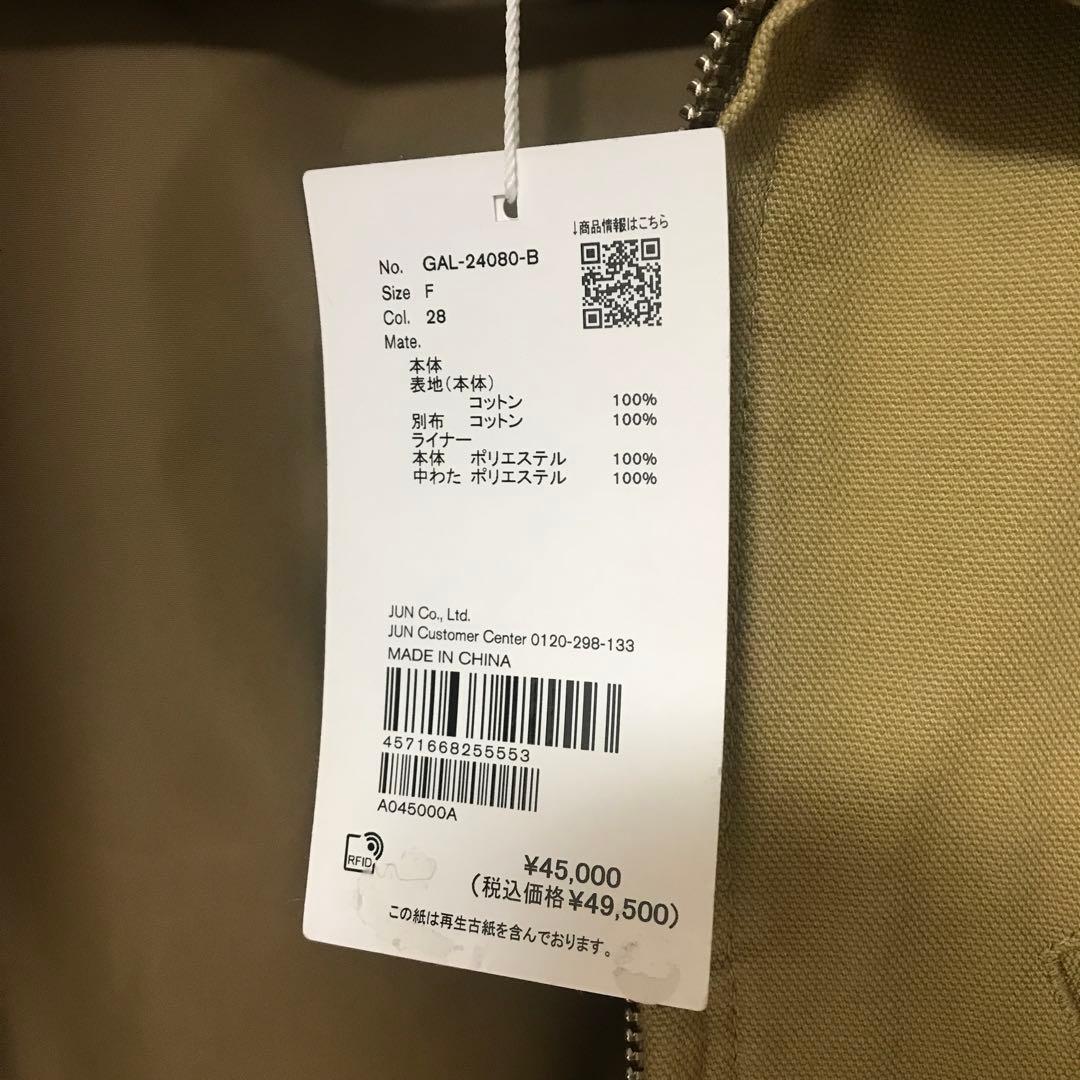 ↓商品情報はこちら
No. GAL-24080-B
Size F
Col. 28
Mate.
本体
表地(本体)
コットン 100%
別布 コットン 100%
ライナー
本体 ポリエステル 100%
中わた ポリエステル 100%
JUN Co., Ltd.
JUN Customer Center 0120-298-133
MADE IN CHINA
4571668255553
A045000A
RFID
¥45,000
(税込価格¥49,500)
この紙は再生古紙を含んでおります。